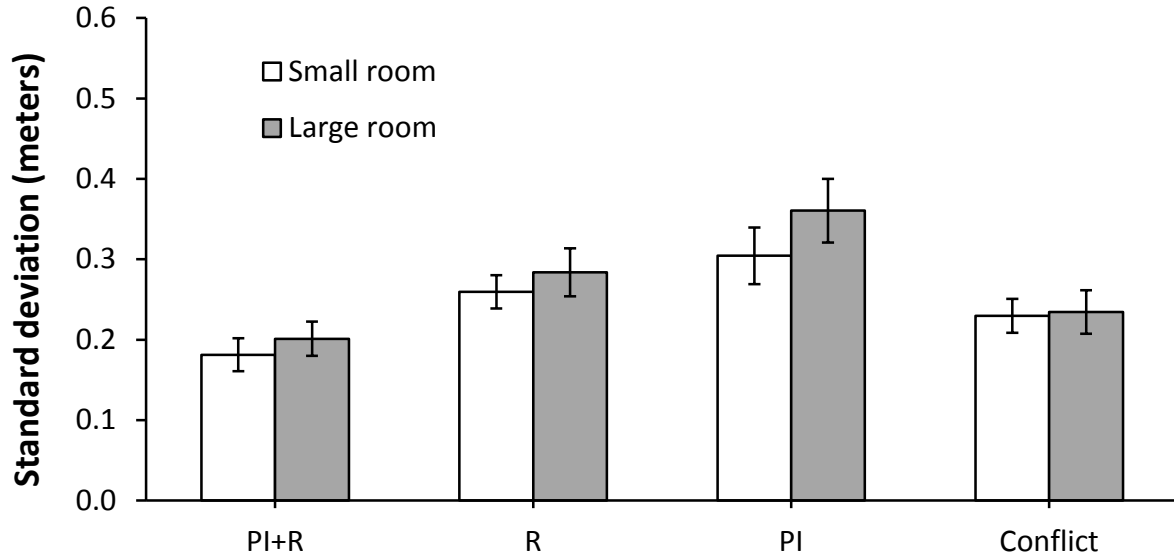 Standard deviation (meters)
0.6
0.5
0.4
0.3
0.2
0.1
0.0
Small room
Large room
PI+R
R
PI
Conflict